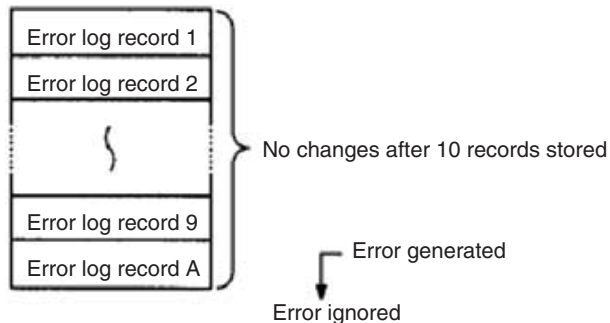 Error log record 1
Error log record 2
No changes after 10 records stored
Error log record 9
Error log record A
Error generated
Error ignored